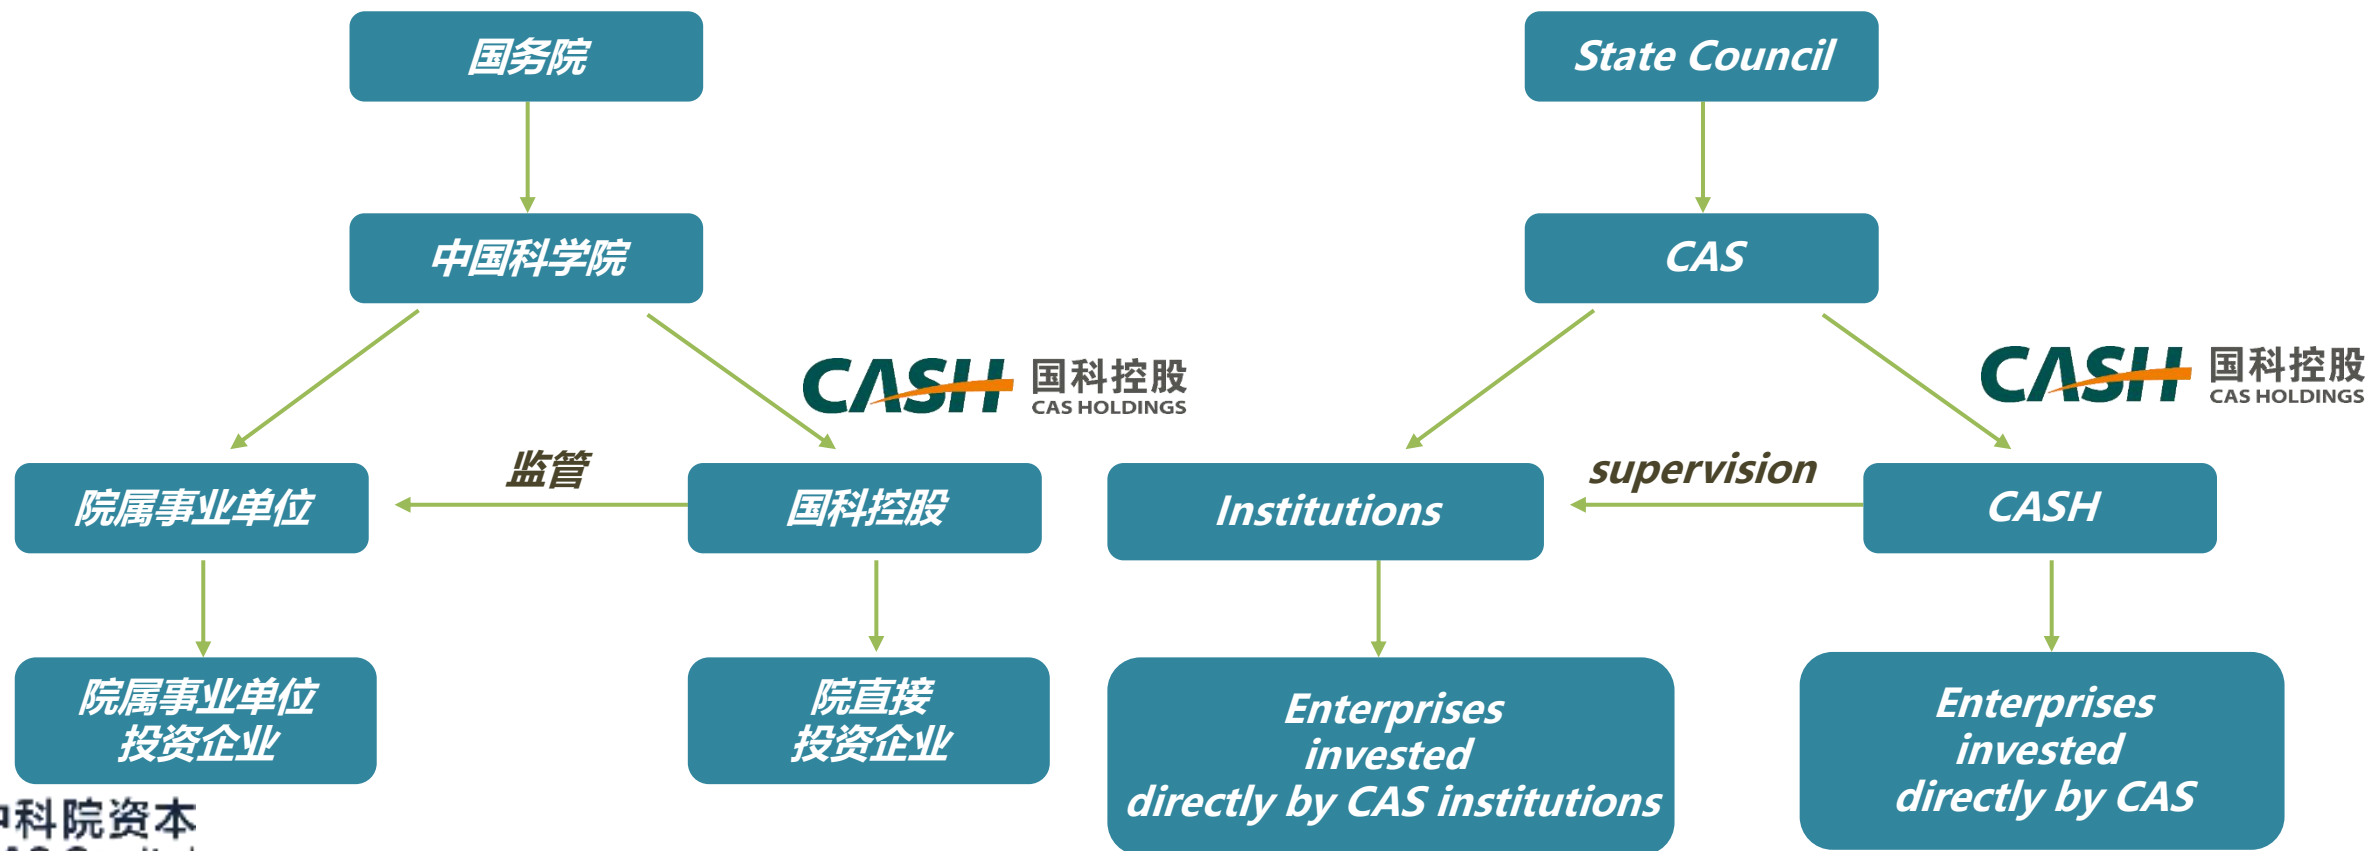 国务院
中国科学院
CASH 国科控股
CAS HOLDINGS
监管
院属事业单位
国科控股
院属事业单位
投资企业
院直接
投资企业
科院资本
State Council
CAS
CASH 国科控股
CAS HOLDINGS
supervision
Institutions
CASH
Enterprises
invested
directly by CAS institutions
Enterprises
invested
directly by CAS